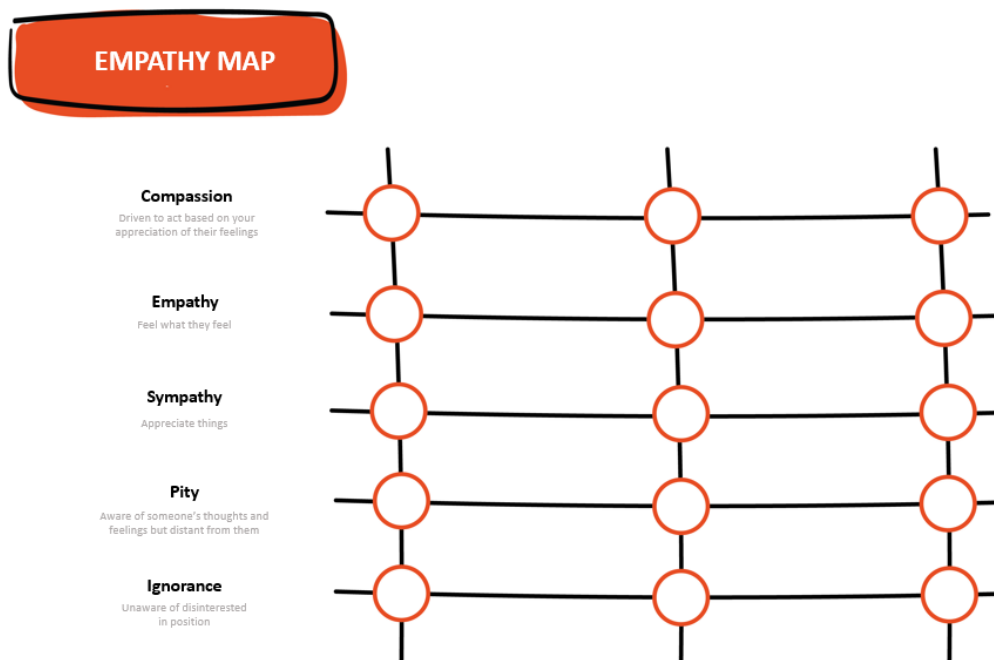 EMPATHY MAP
Compassion
Driven to act based on your
appreciation of their feelings
Empathy
Feel what they feel
Sympathy
Appreciate things
Pity
Aware of someone's thoughts and
feelings but distant from them
Ignorance
Unaware of disinterested
in position